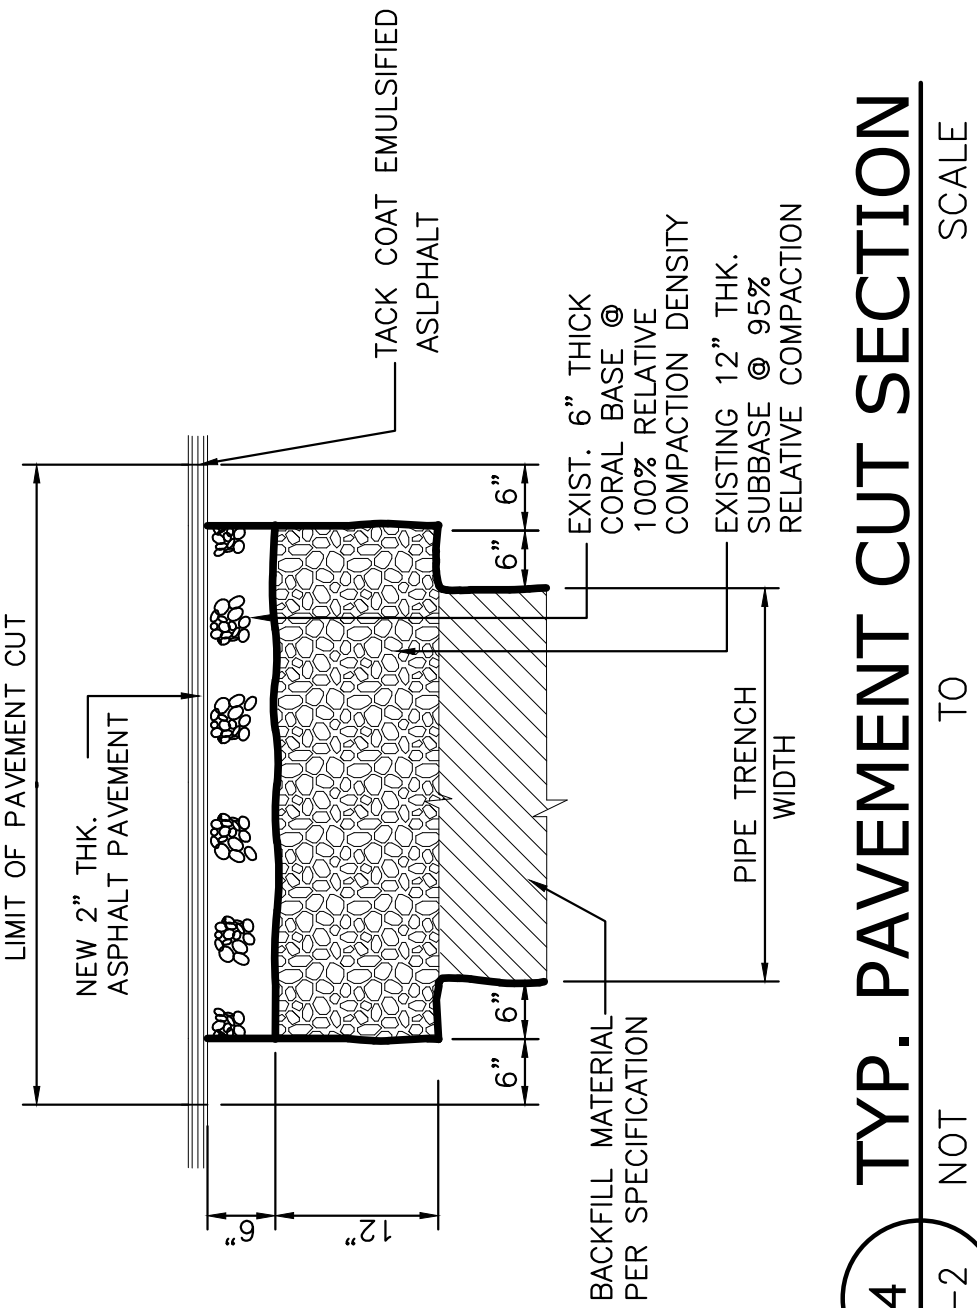 LIMIT OF PAVEMENT CUT
NEW 2" THK.
ASPHALT PAVEMENT
TACK COAT EMULSIFIED
ASLPHALT
6"
12"
6"
6"
6"
6"
EXIST. 6" THICK
CORAL BASE @
100% RELATIVE
COMPACTION DENSITY
EXISTING 12" THK.
SUBBASE @ 95%
RELATIVE COMPACTION
BACKFILL MATERIAL
PER SPECIFICATION
PIPE TRENCH
WIDTH
4
TYP. PAVEMENT CUT SECTION
-2
NOT TO SCALE